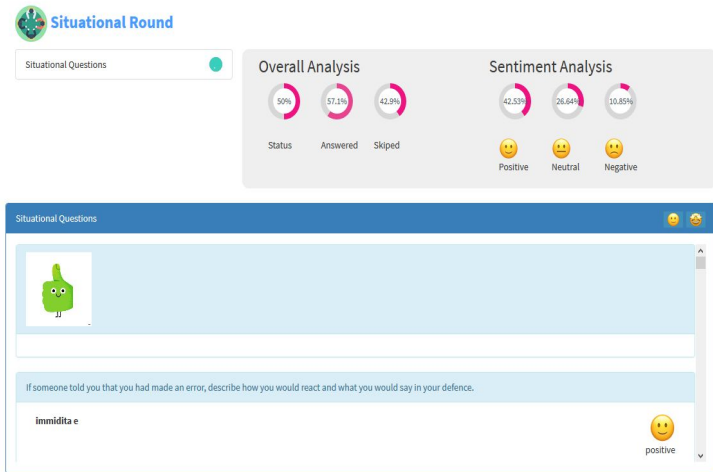 Situational Round
Situational Questions
Overall Analysis
50%
57.1%
42.9%
Status
Answered
Skiped
Sentiment Analysis
42.53%
26.64%
10.85%
Positive
Neutral
Negative
Situational Questions
If someone told you that you had made an error, describe how you would react and what you would say in your defence.
immidita e
positive